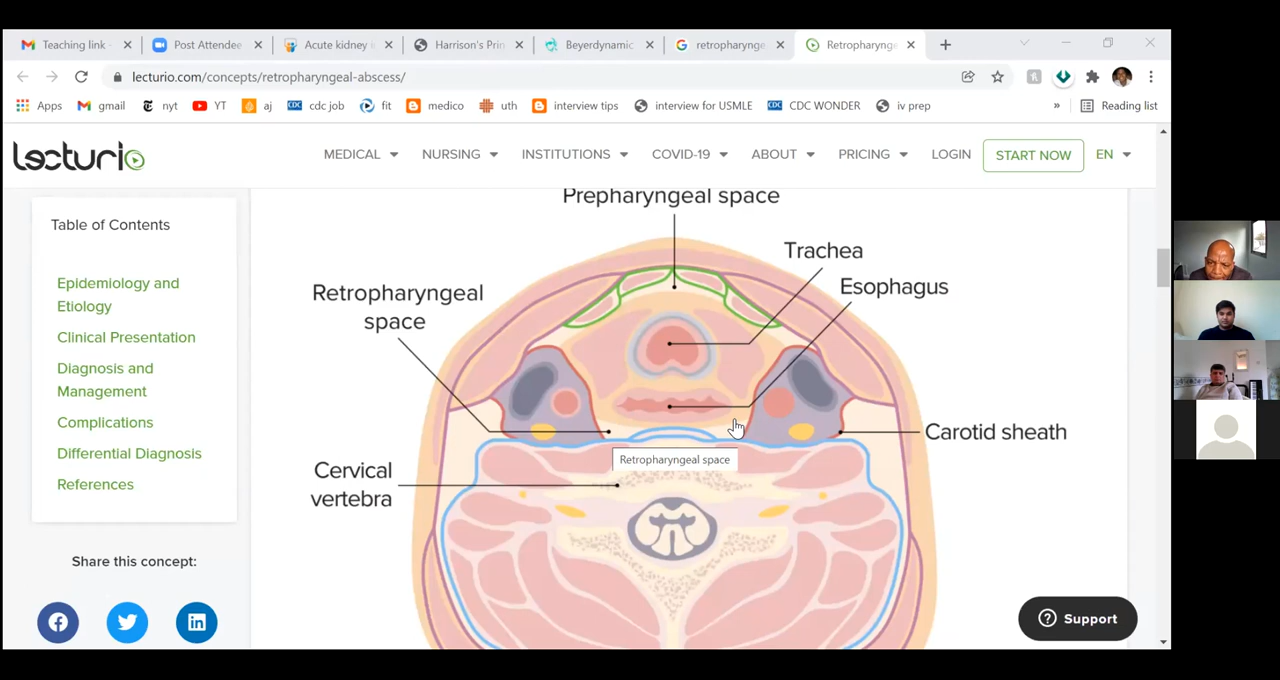 Teaching link
Post Attendee
Acute kidney i
Harrison's Prin
Beyerdynamic
retropharynge
Retropharynge
lecturio.com/concepts/retropharyngeal-abscess/
Apps gmail nyt YT aj cdc job fit medico uth interview tips interview for USMLE CDC WONDER iv prep » Reading list
lecturio
MEDICAL NURSING INSTITUTIONS COVID-19 ABOUT PRICING LOGIN START NOW EN
Table of Contents
Epidemiology and
Etiology
Clinical Presentation
Diagnosis and
Management
Complications
Differential Diagnosis
References
Share this concept:
Prepharyngeal space
Trachea
Esophagus
Retropharyngeal
space
Carotid sheath
Retropharyngeal space
Cervical
vertebra
Support